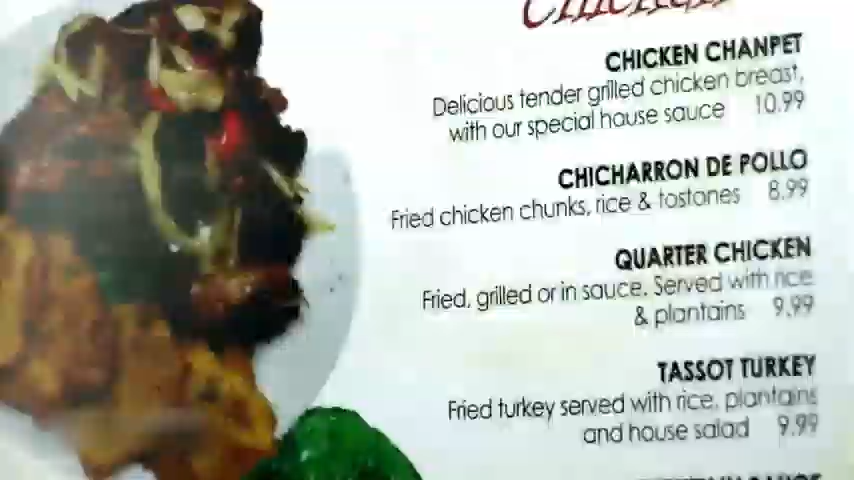 Chicken
CHICKEN CHANPET
Delicious tender grilled chicken breast,
with our special house sauce 10.99
CHICHARRON DE POLLO
Fried chicken chunks, rice & tostones 8.99
QUARTER CHICKEN
Fried, grilled or in sauce. Served with rice
& plantains 9.99
TASSOT TURKEY
Fried turkey served with rice, plantains
and house salad 9.99